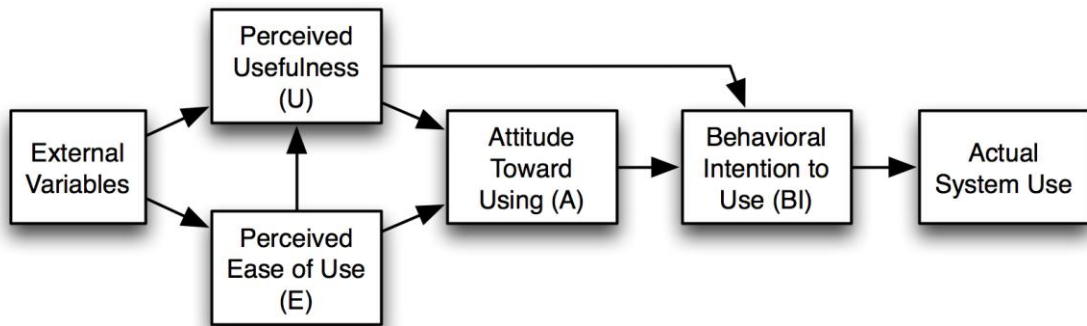 External
Variables
Perceived
Usefulness
(U)
Perceived
Ease of Use
(E)
Attitude
Toward
Using (A)
Behavioral
Intention to
Use (BI)
Actual
System Use